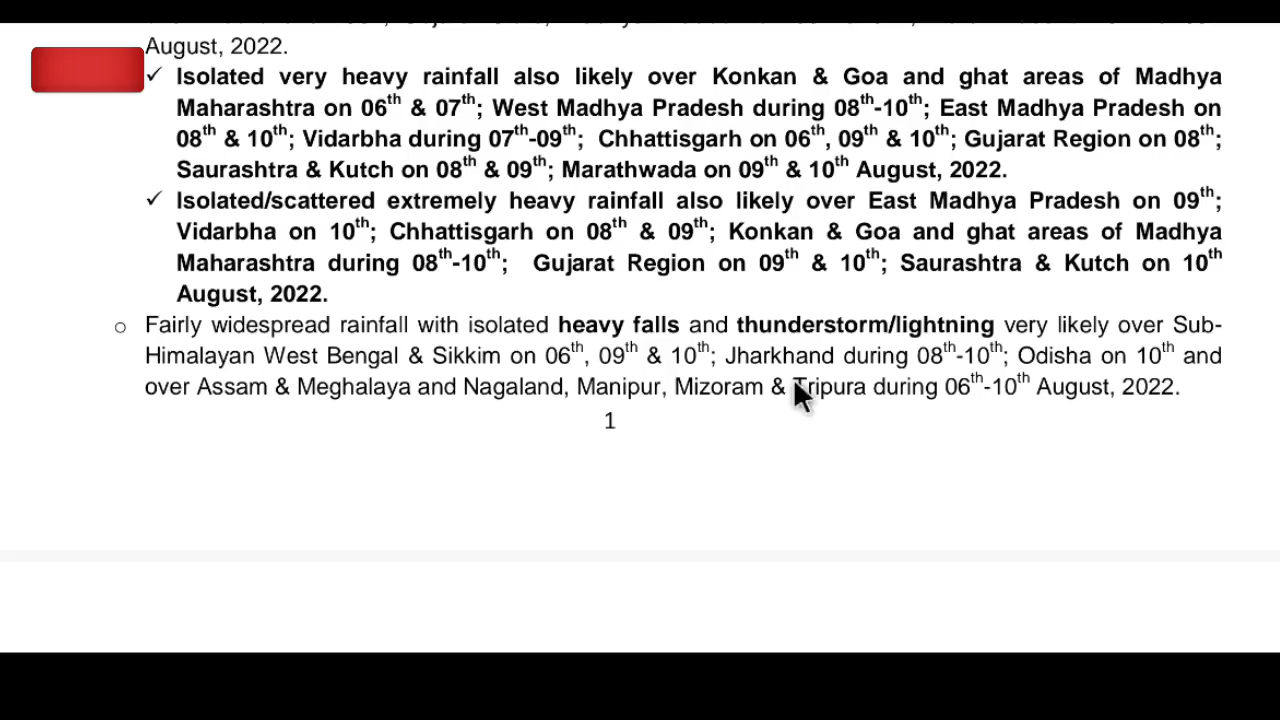 August, 2022.
✓ Isolated very heavy rainfall also likely over Konkan & Goa and ghat areas of Madhya
Maharashtra on 06th & 07th; West Madhya Pradesh during 08th-10th; East Madhya Pradesh on
08th & 10th; Vidarbha during 07th-09th; Chhattisgarh on 06th, 09th & 10th; Gujarat Region on 08th;
Saurashtra & Kutch on 08th & 09th; Marathwada on 09th & 10th August, 2022.
✓ Isolated/scattered extremely heavy rainfall also likely over East Madhya Pradesh on 09th;
Vidarbha on 10th; Chhattisgarh on 08th & 09th; Konkan & Goa and ghat areas of Madhya
Maharashtra during 08th-10th; Gujarat Region on 09th & 10th; Saurashtra & Kutch on 10th
August, 2022.
○ Fairly widespread rainfall with isolated heavy falls and thunderstorm/lightning very likely over Sub-
Himalayan West Bengal & Sikkim on 06th, 09th & 10th; Jharkhand during 08th-10th; Odisha on 10th and
over Assam & Meghalaya and Nagaland, Manipur, Mizoram & Tripura during 06th-10th August, 2022.
1